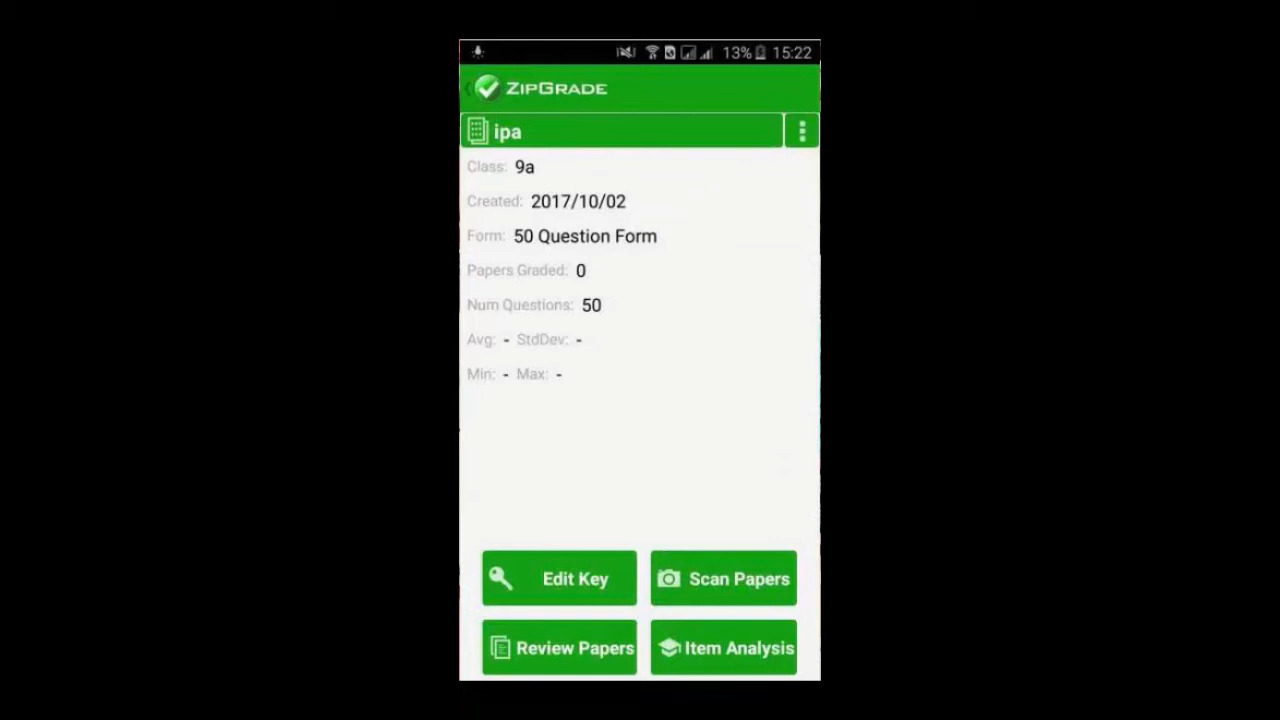 13% 15:22
ZIPGRADE
ipa
Class: 9a
Created: 2017/10/02
Form: 50 Question Form
Papers Graded: 0
Num Questions: 50
Avg: - StdDev: -
Min: - Max: -
Edit Key
Scan Papers
Review Papers
Item Analysis